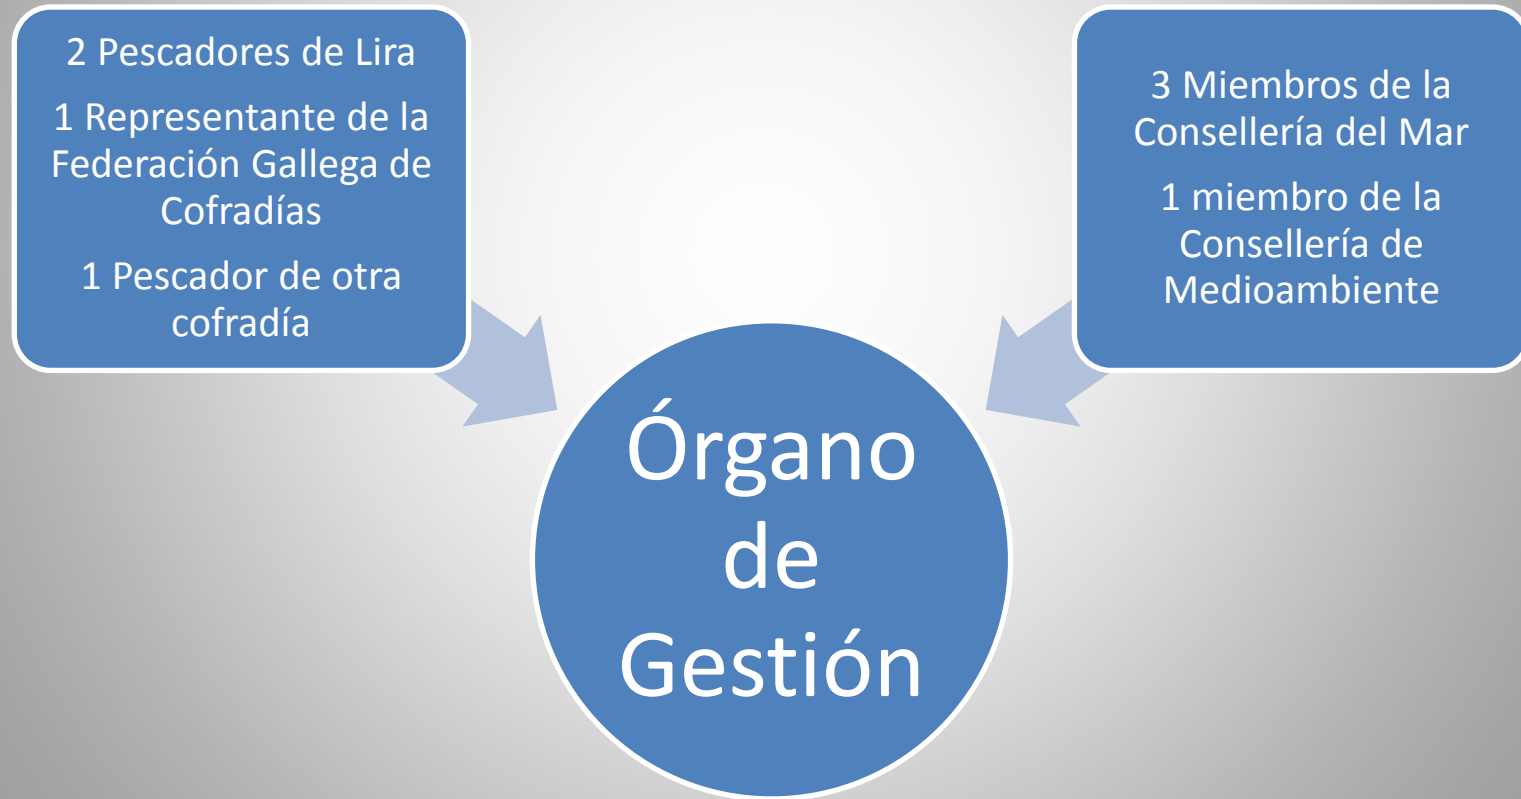 2 Pescadores de Lira
1 Representante de la
Federación Gallega de
Cofradías
1 Pescador de otra
cofradía
3 Miembros de la
Consellería del Mar
1 miembro de la
Consellería de
Medioambiente
Órgano
de
Gestión